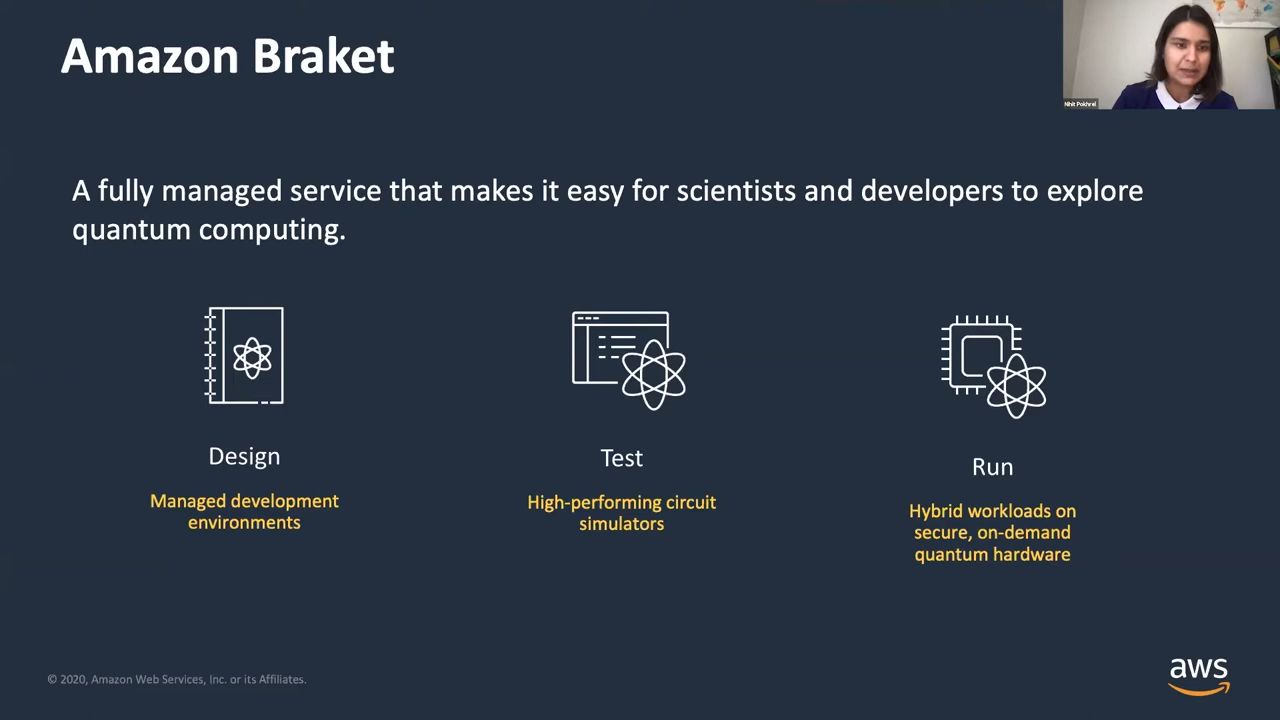 Amazon Braket
Nihit Pokhrel
A fully managed service that makes it easy for scientists and developers to explore
quantum computing.
Design
Managed development
environments
Test
High-performing circuit
simulators
Run
Hybrid workloads on
secure, on-demand
quantum hardware
© 2020, Amazon Web Services, Inc. or its Affiliates.
aws